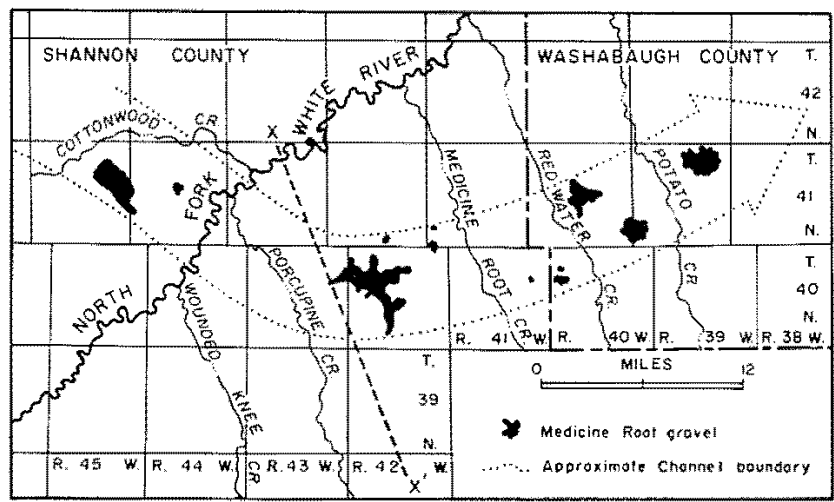 SHANNON COUNTY
WASHABAUGH COUNTY
T.
42
N.
T.
41
N.
T.
40
N.
COTTONWOOD CR.
X
NORTH FORK WHITE RIVER
MEDICINE ROOT CR.
RED WATER CR.
POTATO CR.
PORCUPINE CR
WOUNDED KNEE CR
R. 41 W.
R. 40 W.
R. 39 W.
R. 38 W.
T.
39
N.
R. 45 W.
R. 44 W.
R. 43 W.
R. 42 W.
X'
MILES
0 12
Medicine Root gravel
Approximate Channel boundary